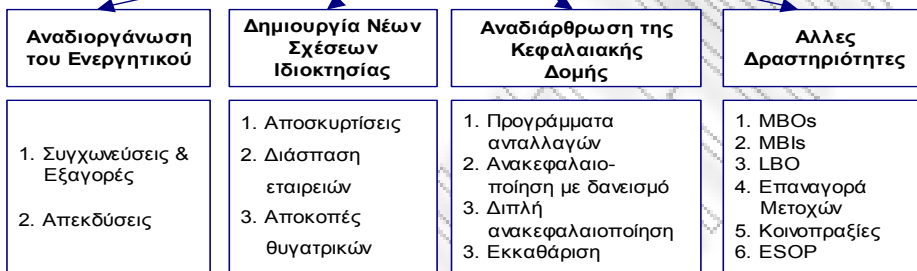 Αναδιοργάνωση
του Ενεργητικού
Δημιουργία Νέων
Σχέσεων
Ιδιοκτησίας
Αναδιάρθρωση της
Κεφαλαιακής
Δομής
Αλλες
Δραστηριότητες
1. Συγχωνεύσεις &
Εξαγορές
2. Απεκδύσεις
1. Αποσκυρτίσεις
2. Διάσπαση
εταιρειών
3. Αποκοπές
θυγατρικών
1. Προγράμματα
ανταλλαγών
2. Ανακεφαλαιο-
ποίηση με δανεισμό
3. Διπλή
ανακεφαλαιοποίηση
3. Εκκαθάριση
1. MBOs
2. MBIs
3. LBO
4. Επαναγορά
Μετοχών
5. Κοινοπραξίες
6. ESOP